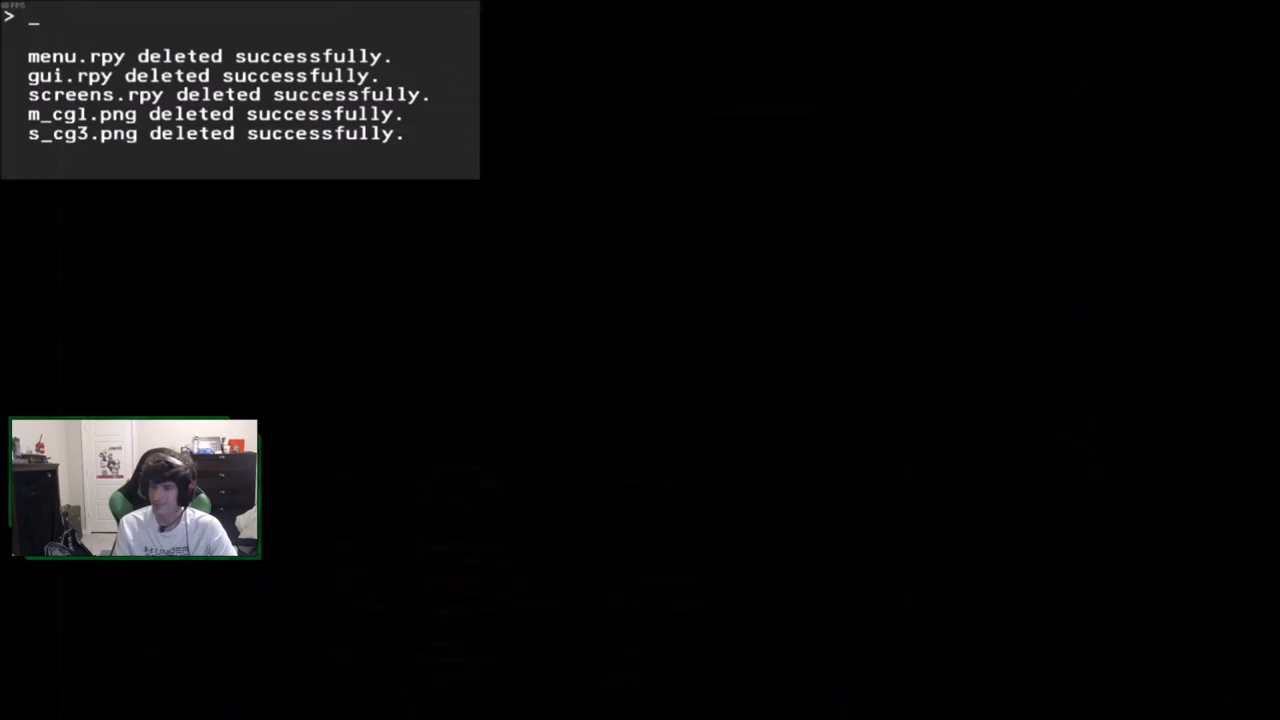 > _
menu.rpy deleted successfully.
gui.rpy deleted successfully.
screens.rpy deleted successfully.
m_cg1.png deleted successfully.
s_cg3.png deleted successfully.